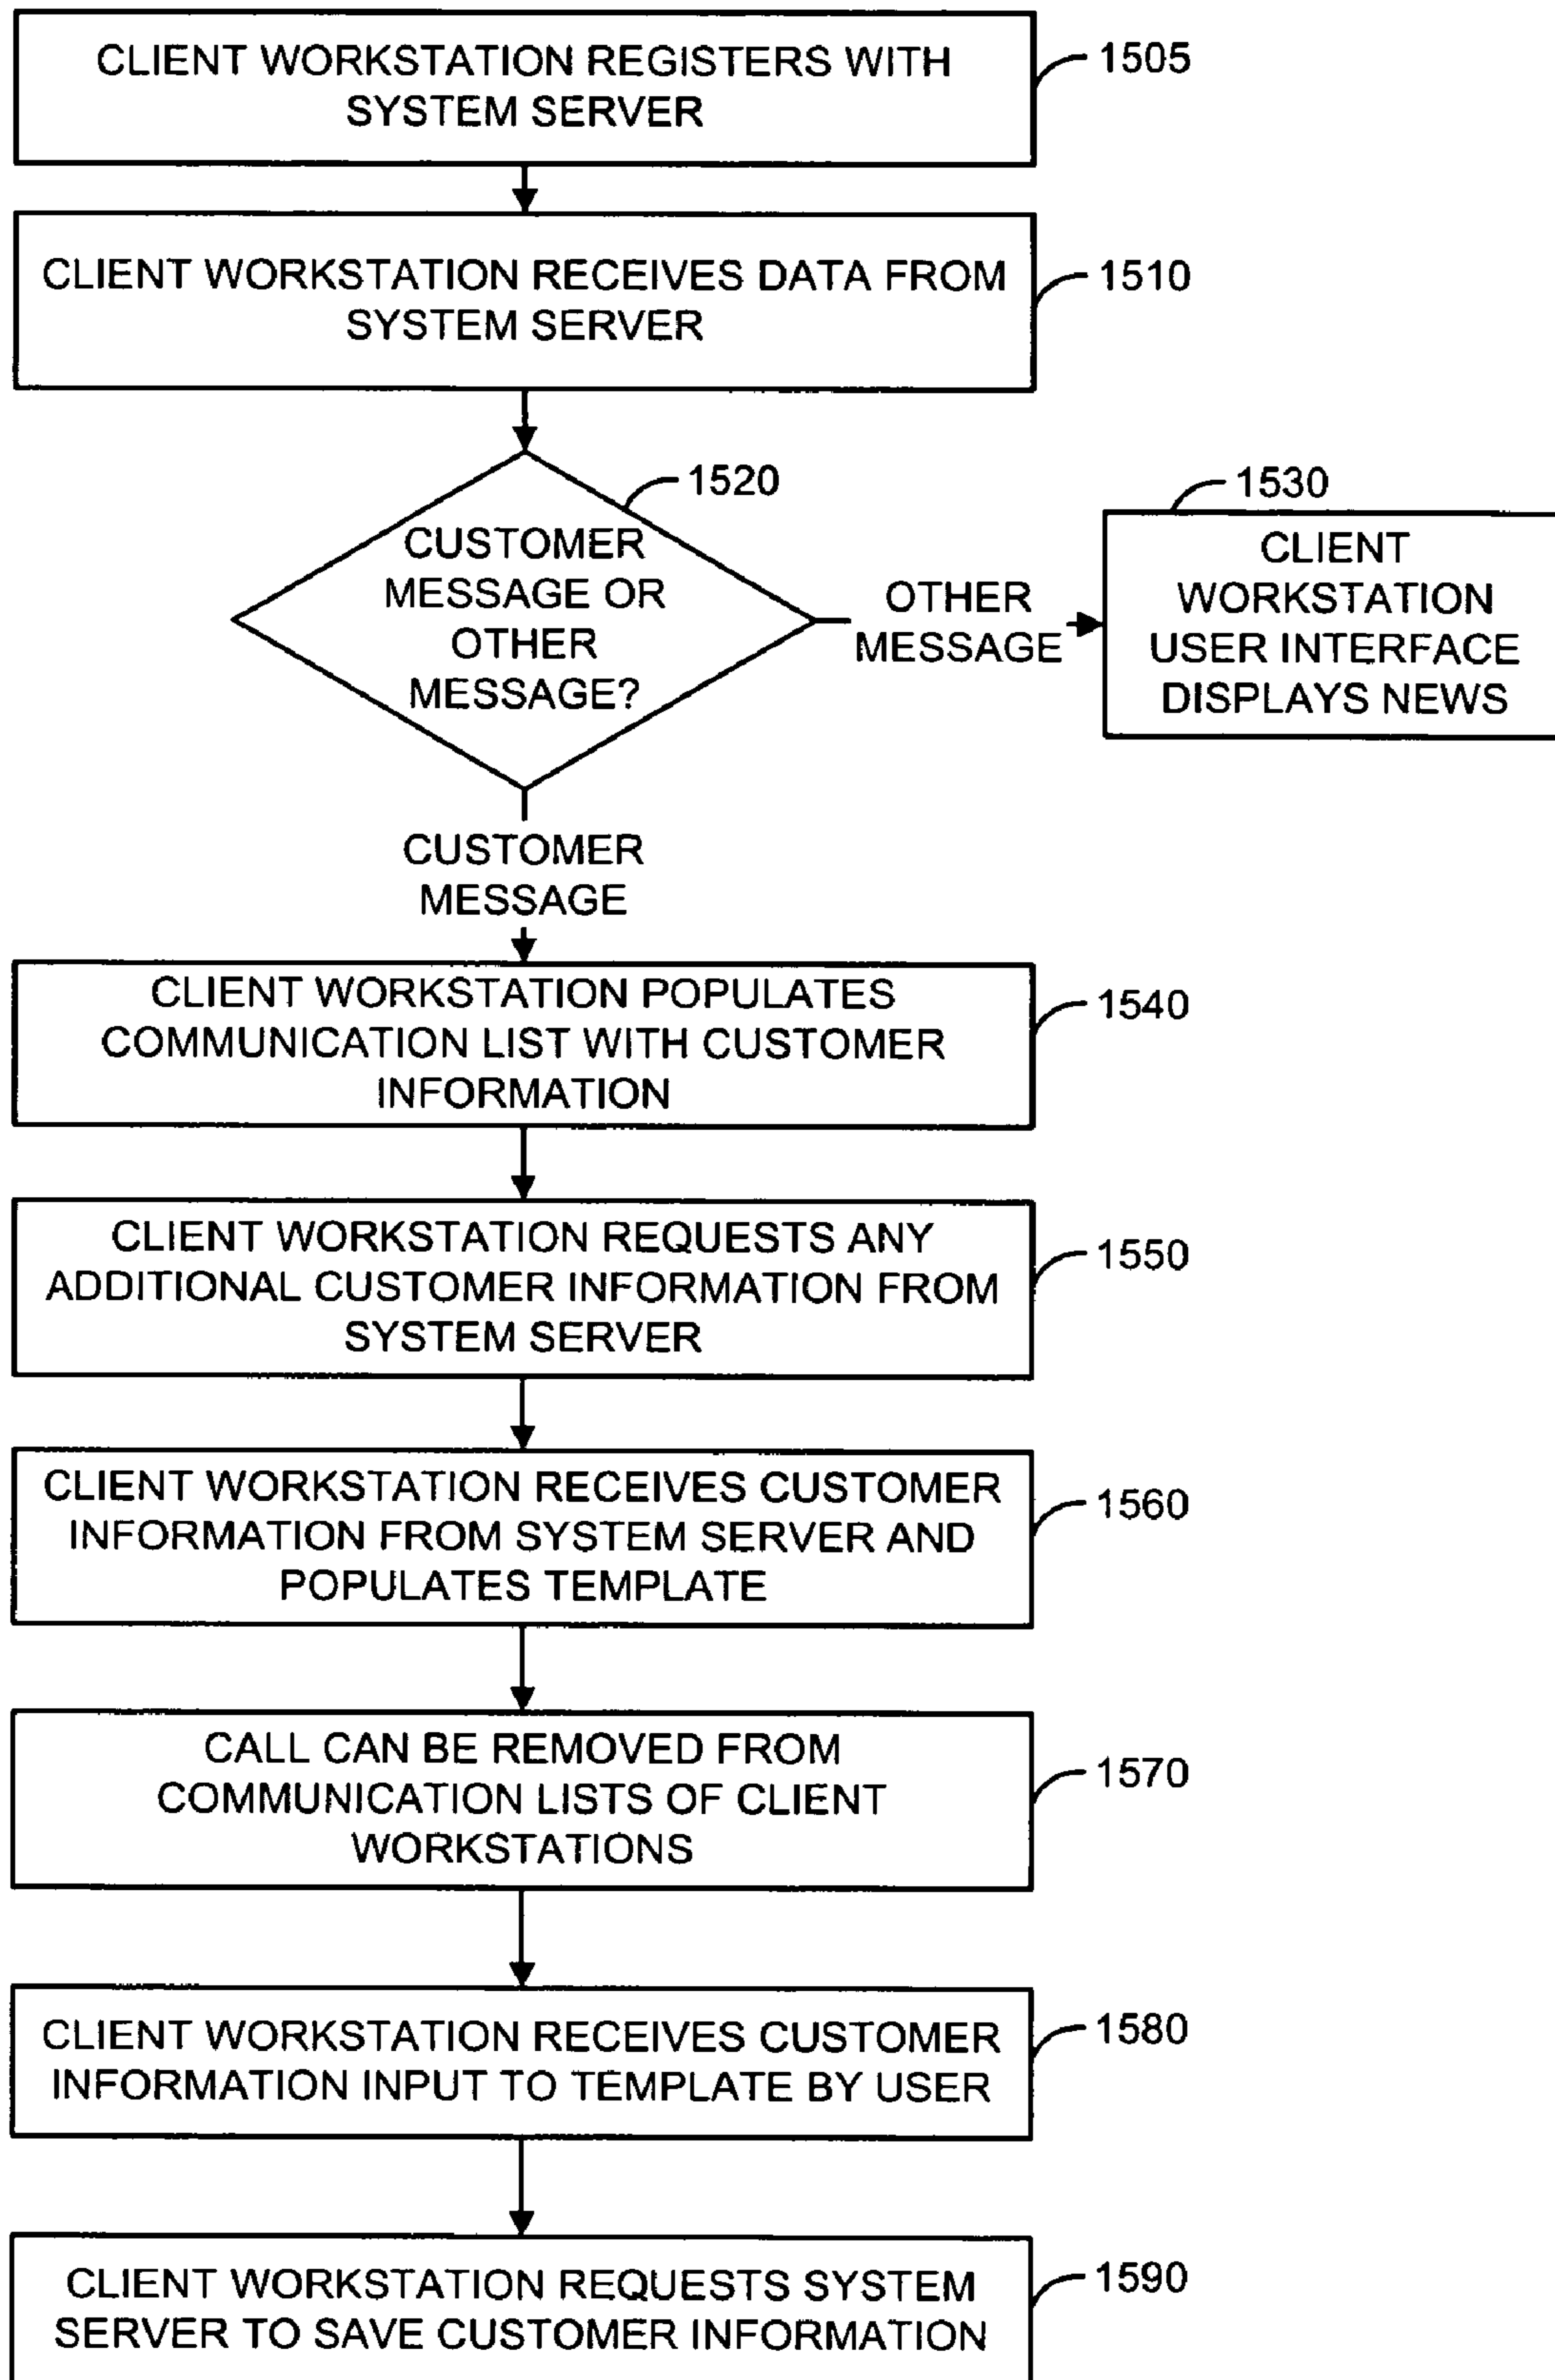 CLIENT WORKSTATION REGISTERS WITH
SYSTEM SERVER
1505
CLIENT WORKSTATION RECEIVES DATA FROM
SYSTEM SERVER
1510
1520
CUSTOMER
MESSAGE OR
OTHER
MESSAGE?
OTHER
MESSAGE
1530
CLIENT
WORKSTATION
USER INTERFACE
DISPLAYS NEWS
CUSTOMER
MESSAGE
CLIENT WORKSTATION POPULATES
COMMUNICATION LIST WITH CUSTOMER
INFORMATION
1540
CLIENT WORKSTATION REQUESTS ANY
ADDITIONAL CUSTOMER INFORMATION FROM
SYSTEM SERVER
1550
CLIENT WORKSTATION RECEIVES CUSTOMER
INFORMATION FROM SYSTEM SERVER AND
POPULATES TEMPLATE
1560
CALL CAN BE REMOVED FROM
COMMUNICATION LISTS OF CLIENT
WORKSTATIONS
1570
CLIENT WORKSTATION RECEIVES CUSTOMER
INFORMATION INPUT TO TEMPLATE BY USER
1580
CLIENT WORKSTATION REQUESTS SYSTEM
SERVER TO SAVE CUSTOMER INFORMATION
1590